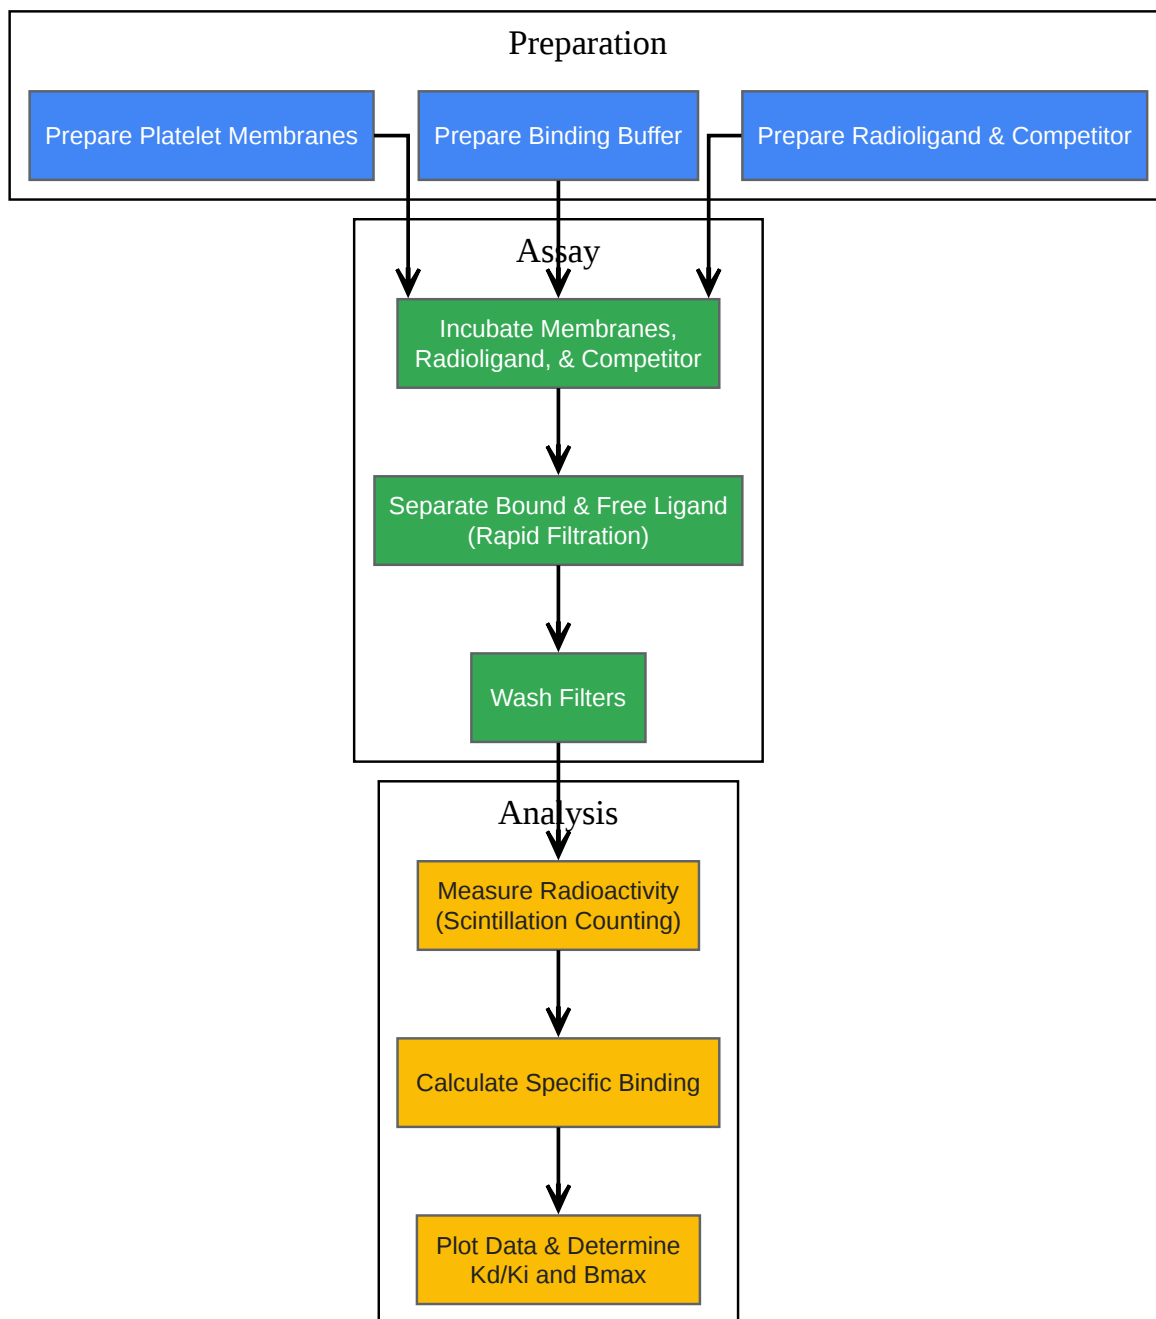 Preparation
Prepare Platelet Membranes
Prepare Binding Buffer
Prepare Radioligand & Competitor
Assay
Incubate Membranes,
Radioligand, & Competitor
Separate Bound & Free Ligand
(Rapid Filtration)
Wash Filters
Analysis
Measure Radioactivity
(Scintillation Counting)
Calculate Specific Binding
Plot Data & Determine
Kd/Ki and Bmax